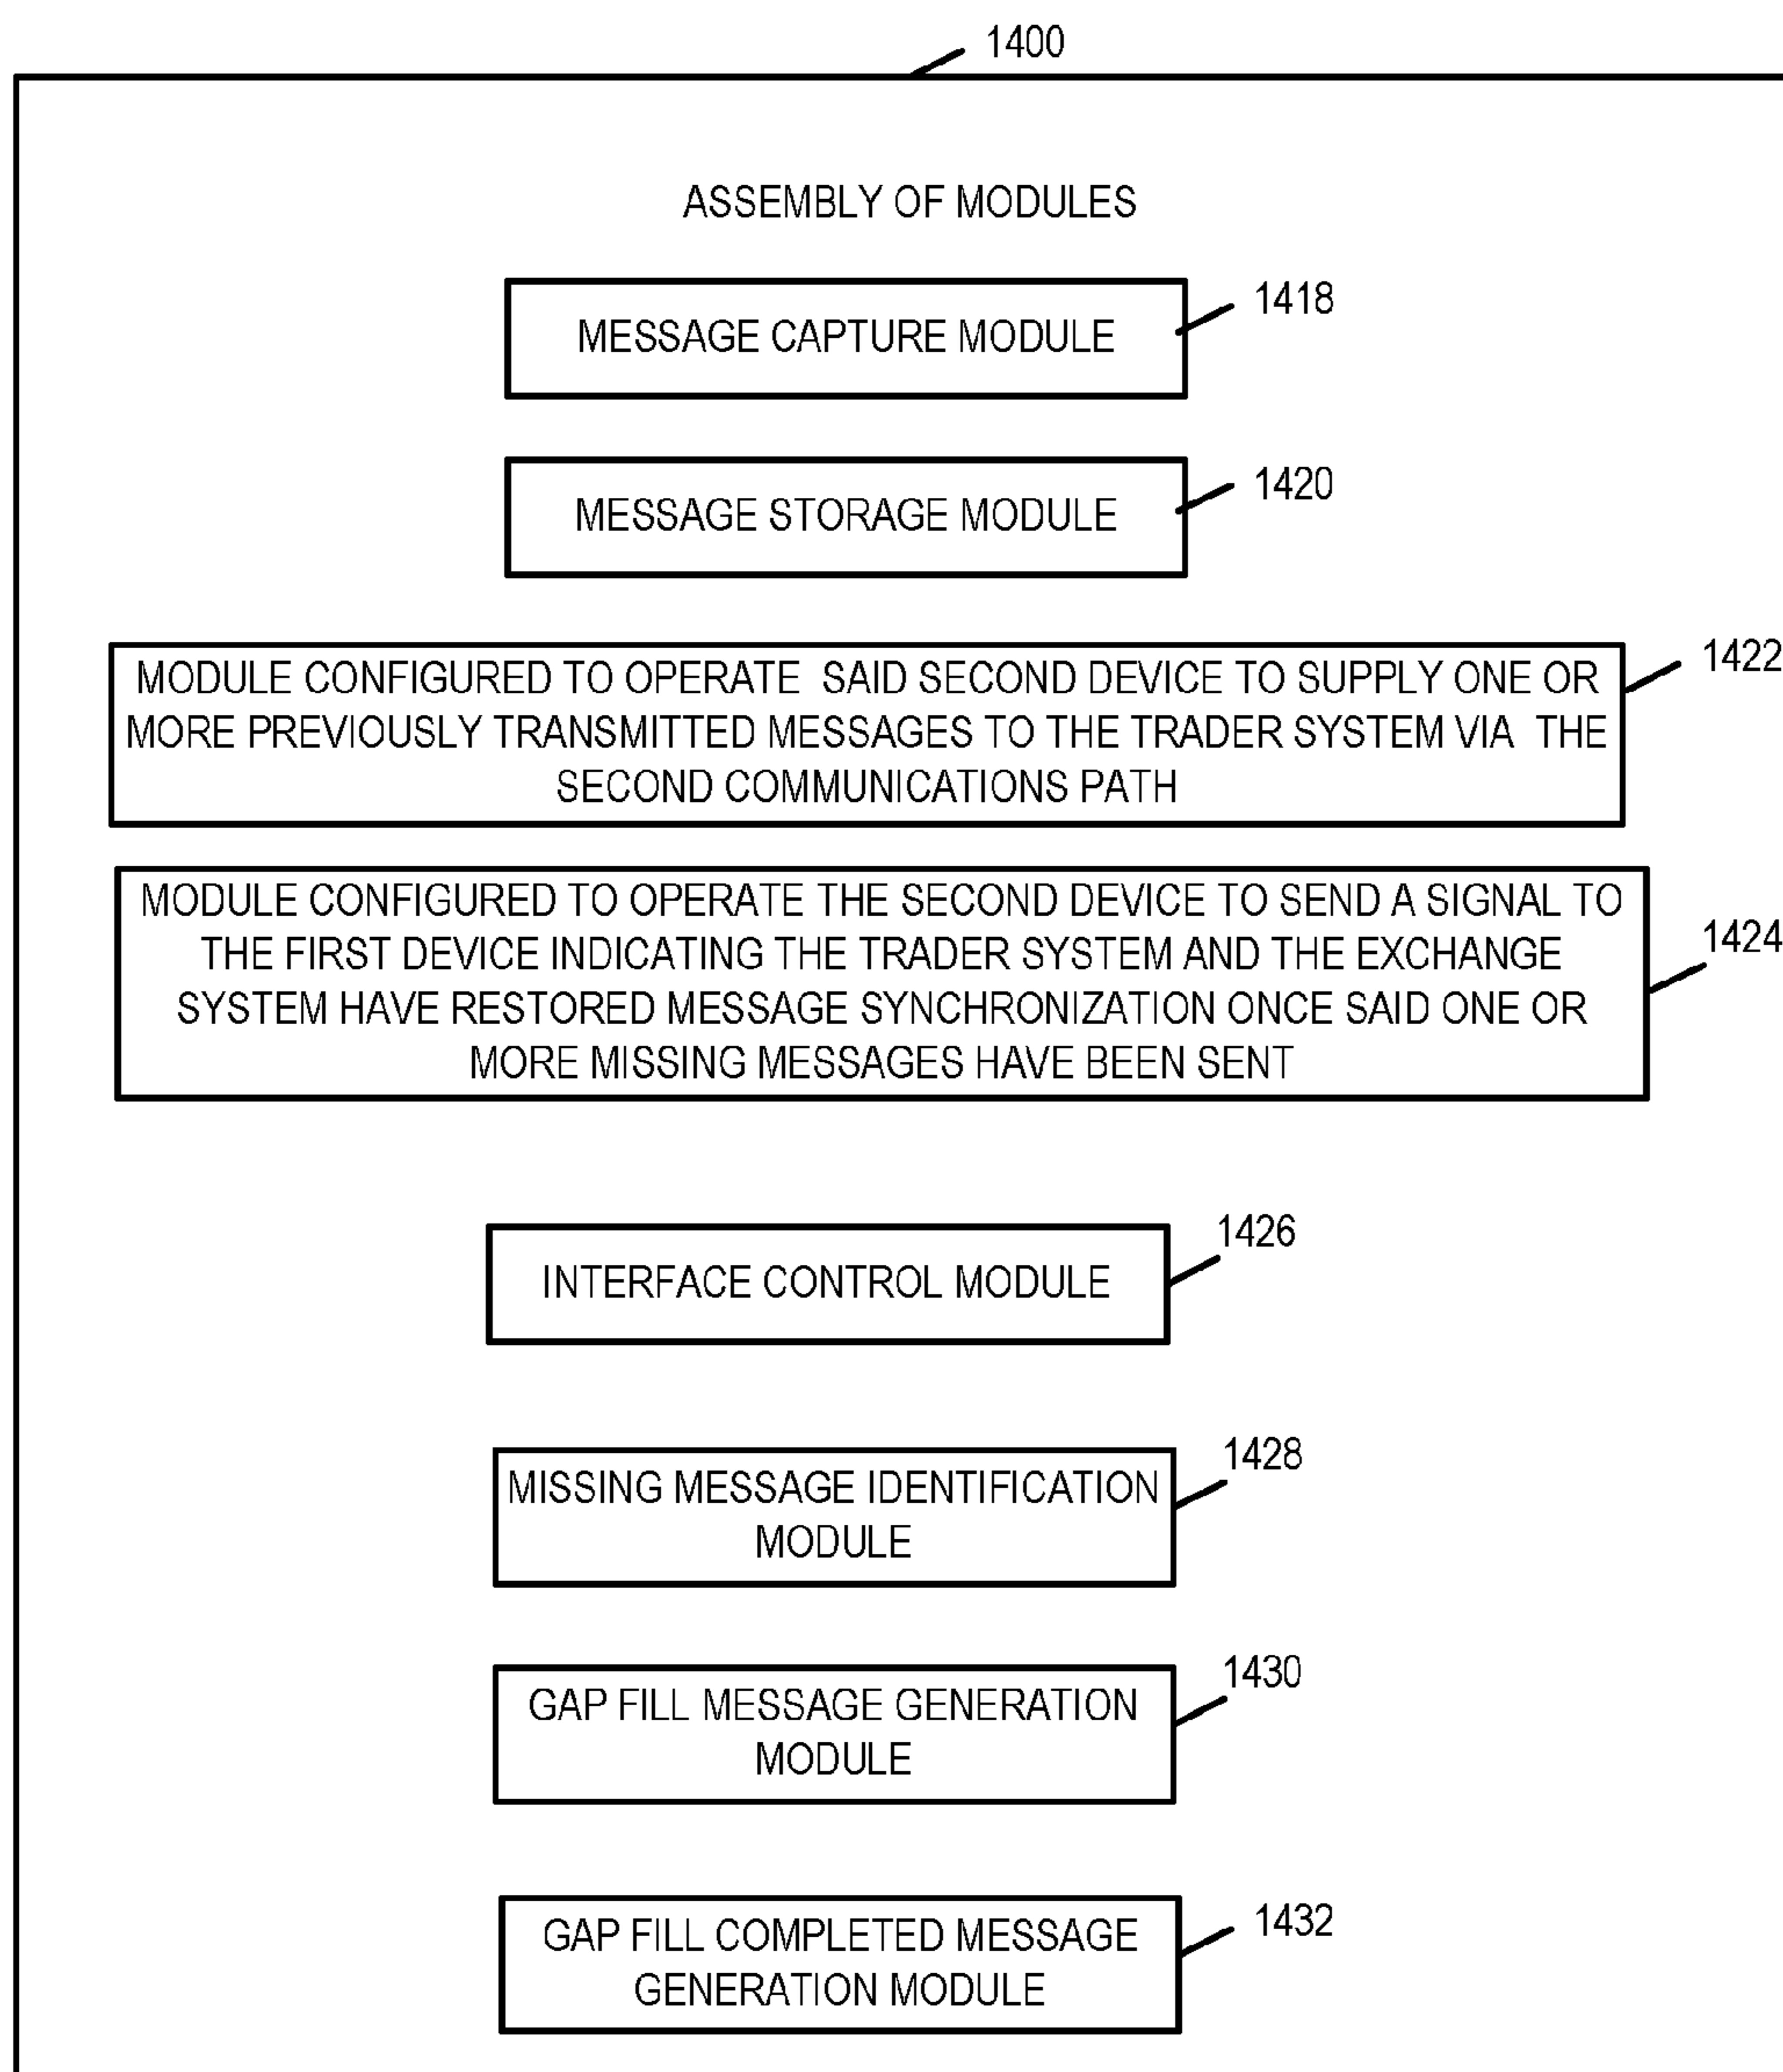 1400
ASSEMBLY OF MODULES
MESSAGE CAPTURE MODULE
1418
MESSAGE STORAGE MODULE
1420
MODULE CONFIGURED TO OPERATE SAID SECOND DEVICE TO SUPPLY ONE OR
MORE PREVIOUSLY TRANSMITTED MESSAGES TO THE TRADER SYSTEM VIA THE
SECOND COMMUNICATIONS PATH
1422
MODULE CONFIGURED TO OPERATE THE SECOND DEVICE TO SEND A SIGNAL TO
THE FIRST DEVICE INDICATING THE TRADER SYSTEM AND THE EXCHANGE
SYSTEM HAVE RESTORED MESSAGE SYNCHRONIZATION ONCE SAID ONE OR
MORE MISSING MESSAGES HAVE BEEN SENT
1424
INTERFACE CONTROL MODULE
1426
MISSING MESSAGE IDENTIFICATION
MODULE
1428
GAP FILL MESSAGE GENERATION
MODULE
1430
GAP FILL COMPLETED MESSAGE
GENERATION MODULE
1432